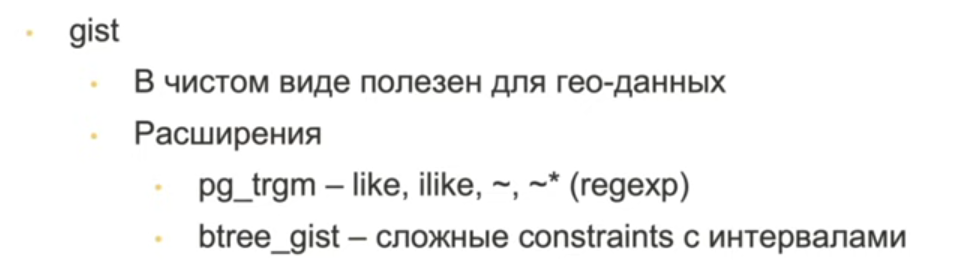 gist
В чистом виде полезен для гео-данных
Расширения
pg_trgm – like, ilike, ~, ~* (regexp)
btree_gist – сложные constraints с интервалами